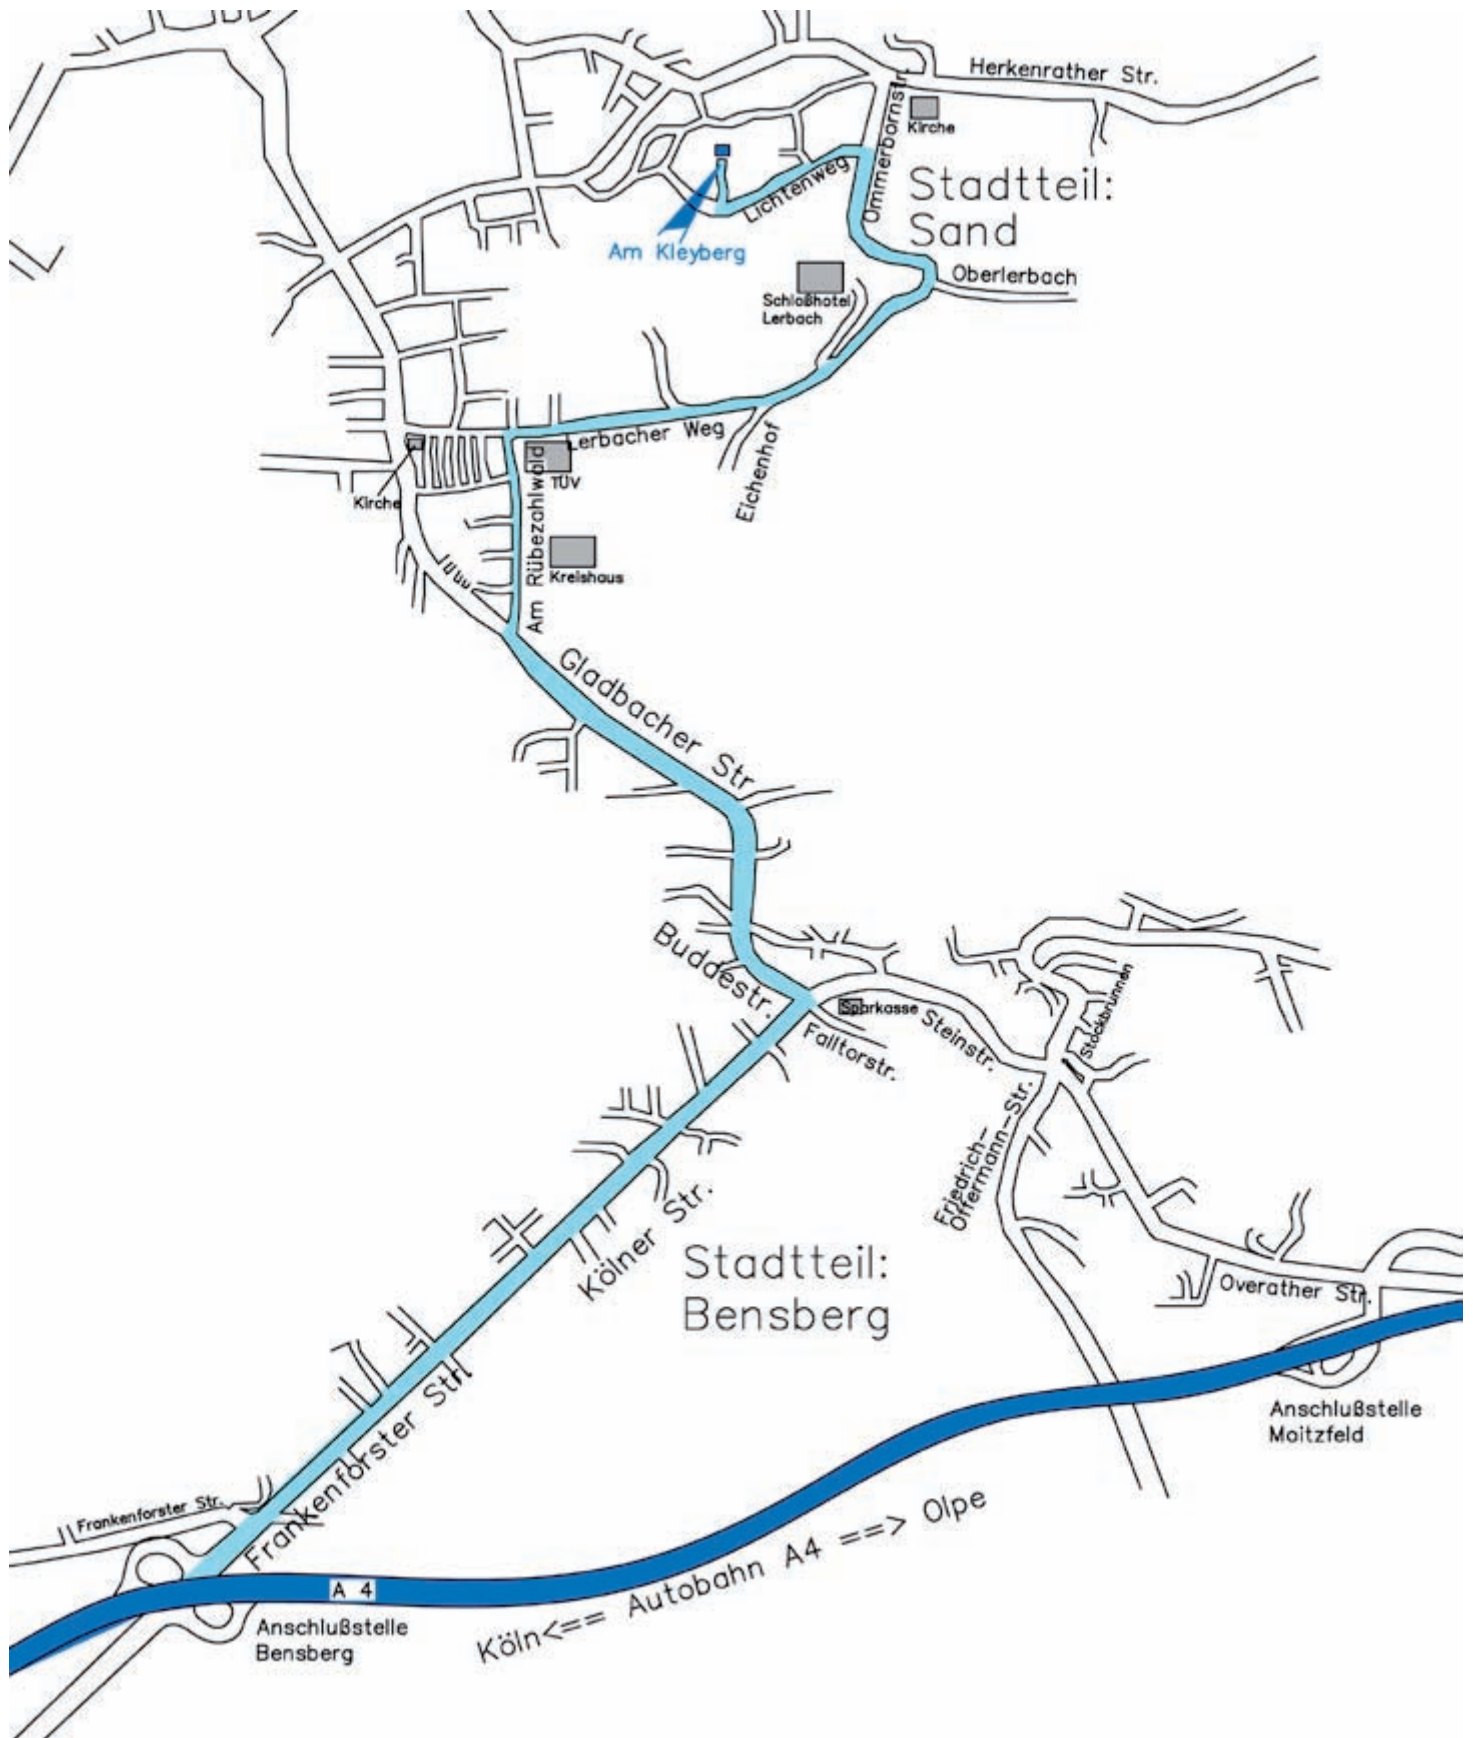 Herkenrather Str.
Ommerbornstr.
Kirche
Lichtenweg
Stadtteil:
Sand
Am Kleyberg
Oberlerbach
Schloßhotel
Lerbach
Lerbacher Weg
Eichenhof
TÜV
Kirche
Am Rübezahlwald
Kreishaus
Gladbacher Str
Buddestr.
Sparkasse
Steinstr.
Falltorstr.
Stockbrunnen
Friedrich-
Offermann-Str.
Kölner Str.
Stadtteil:
Bensberg
Overather Str.
Frankenforster Str.
Anschlußstelle
Moitzfeld
Frankenforster Str.
A 4
Köln<== Autobahn A4 ==> Olpe
Anschlußstelle
Bensberg